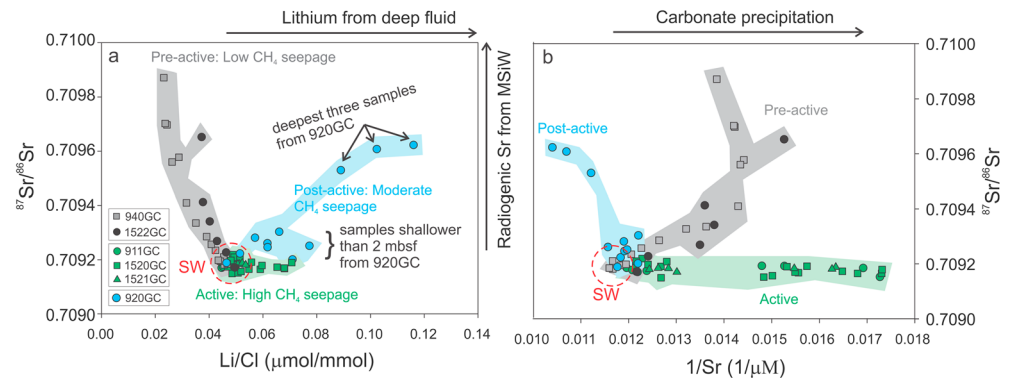 Lithium from deep fluid
Carbonate precipitation
a
Pre-active: Low CH₄ seepage
deepest three samples
from 920GC
Post-active: Moderate
CH₄ seepage
samples shallower
than 2 mbsf
from 920GC
SW
Active: High CH₄ seepage
940GC
1522GC
911GC
1520GC
1521GC
920GC
0.7100
0.7098
0.7096
0.7094
0.7092
0.7090
⁸⁷Sr/⁸⁶Sr
0.00 0.02 0.04 0.06 0.08 0.10 0.12 0.14
Li/Cl (μmol/mmol)
Radiogenic Sr from MSiW
b
Pre-active
Post-active
SW
Active
0.7100
0.7098
0.7096
0.7094
0.7092
0.7090
⁸⁷Sr/⁸⁶Sr
0.010 0.011 0.012 0.013 0.014 0.015 0.016 0.017 0.018
1/Sr (1/μM)